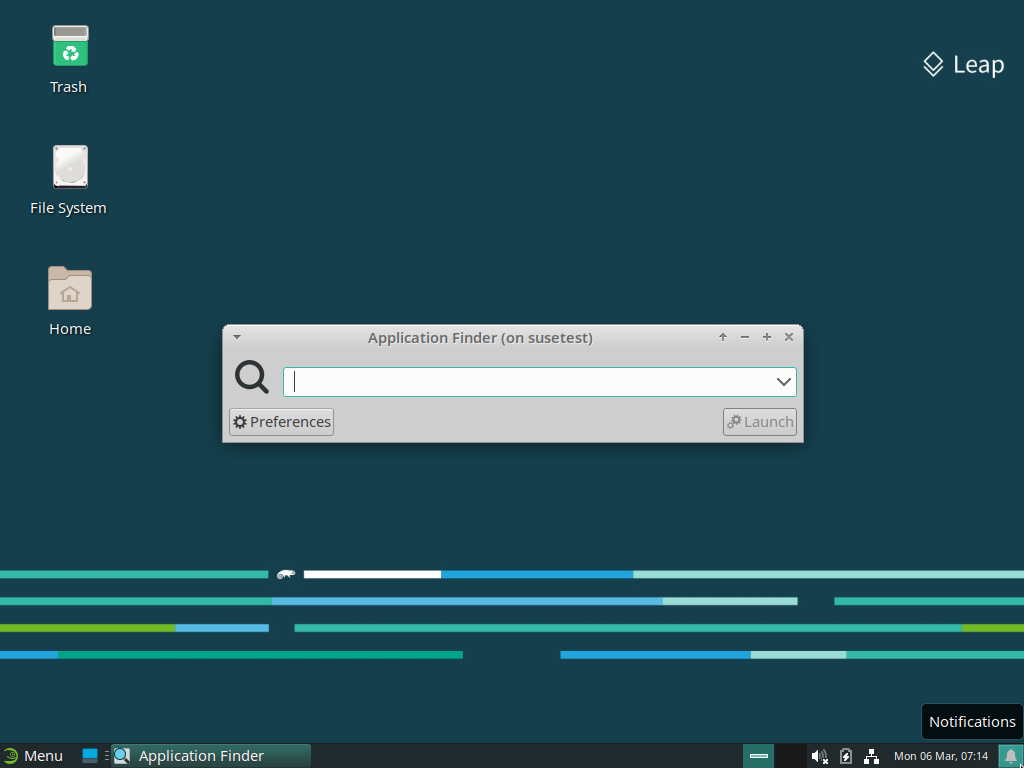 Trash
Leap
File System
Home
Application Finder (on susetest)
Preferences
Launch
Notifications
Menu
Application Finder
Mon 06 Mar, 07:14